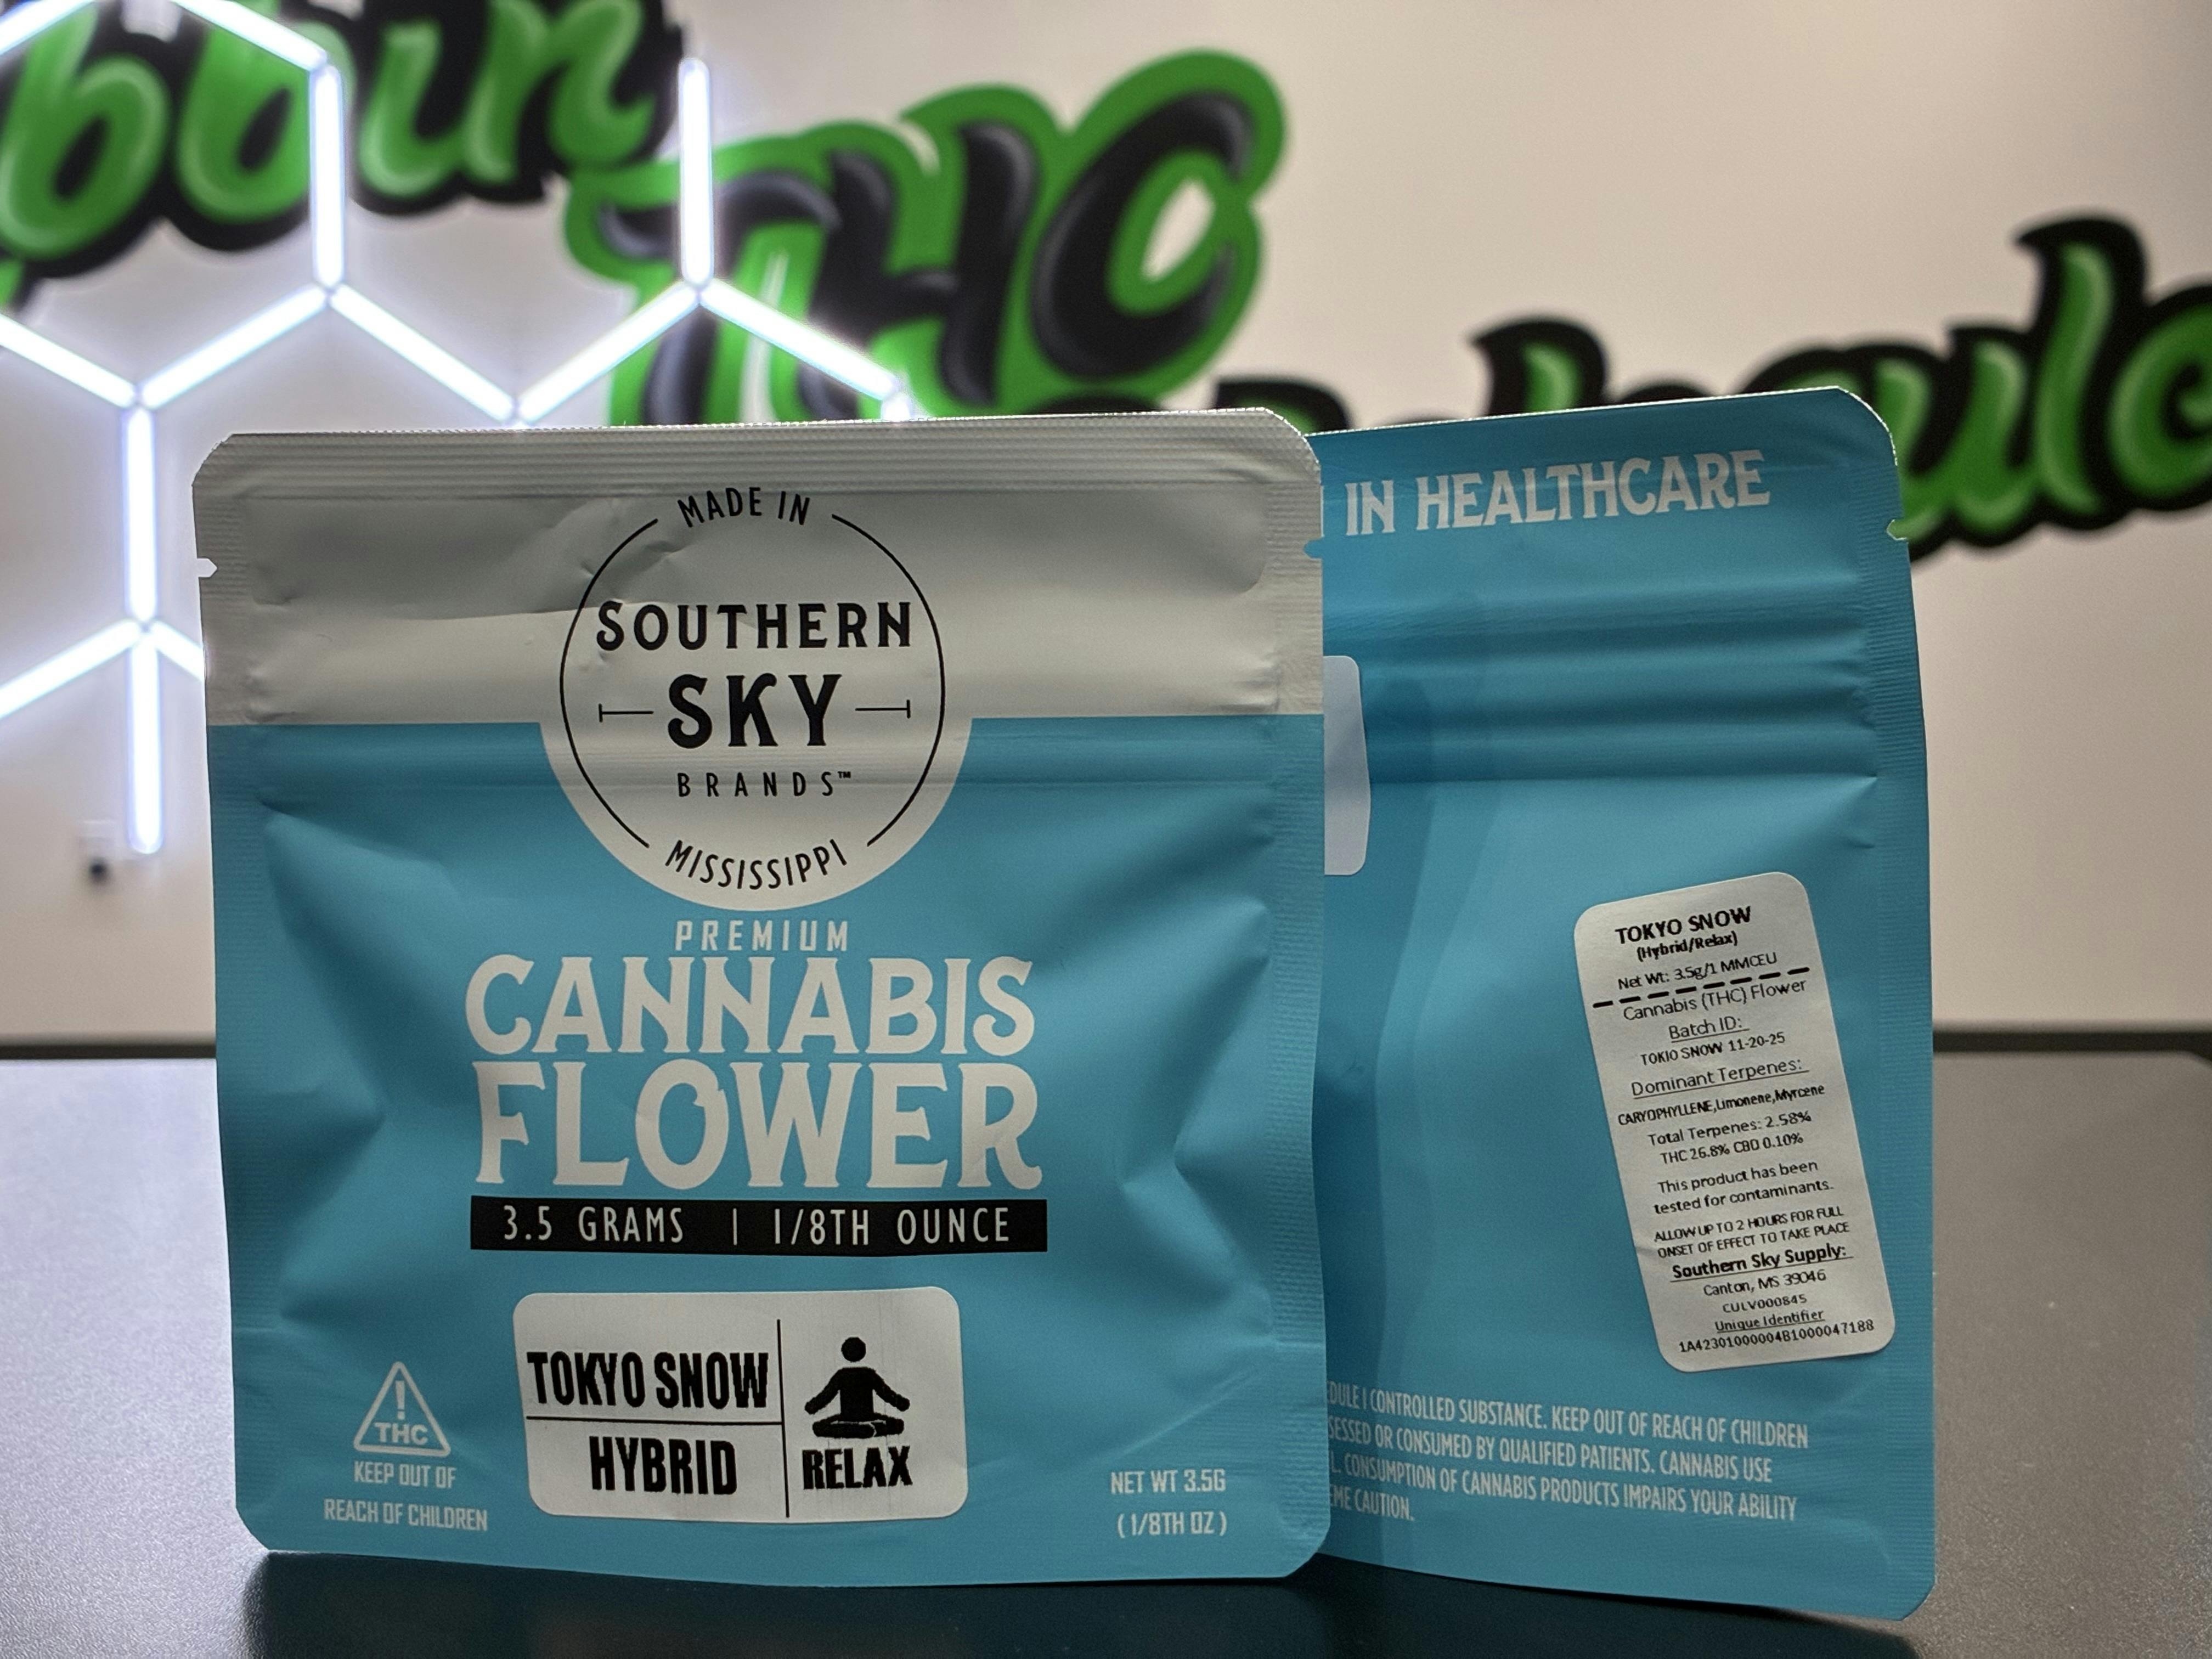 THC
MADE IN
SOUTHERN
SKY
BRANDS™
MISSISSIPPI
PREMIUM
CANNABIS
FLOWER
3.5 GRAMS | 1/8TH OUNCE
TOKYO SNOW
HYBRID
RELAX
THC
KEEP OUT OF
REACH OF CHILDREN
NET WT 3.5G
(1/8TH OZ)
IN HEALTHCARE
TOKYO SNOW
(Hybrid/Relax)
Net Wt: 3.5g/1 MMCEU
Cannabis (THC) Flower
Batch ID:
TOKIO SNOW 11-20-25
Dominant Terpenes:
CARYOPHYLLENE,Limonene,Myrcene
Total Terpenes: 2.58%
THC 26.8% CBD 0.10%
This product has been
tested for contaminants.
ALLOW UP TO 2 HOURS FOR FULL
ONSET OF EFFECT TO TAKE PLACE
Southern Sky Supply:
Canton, MS 39046
CULV000845
Unique Identifier
1A42301000004B1000047188
I CONTROLLED SUBSTANCE. KEEP OUT OF REACH OF CHILDREN
OR CONSUMED BY QUALIFIED PATIENTS. CANNABIS USE
CONSUMPTION OF CANNABIS PRODUCTS IMPAIRS YOUR ABILITY
CAUTION.